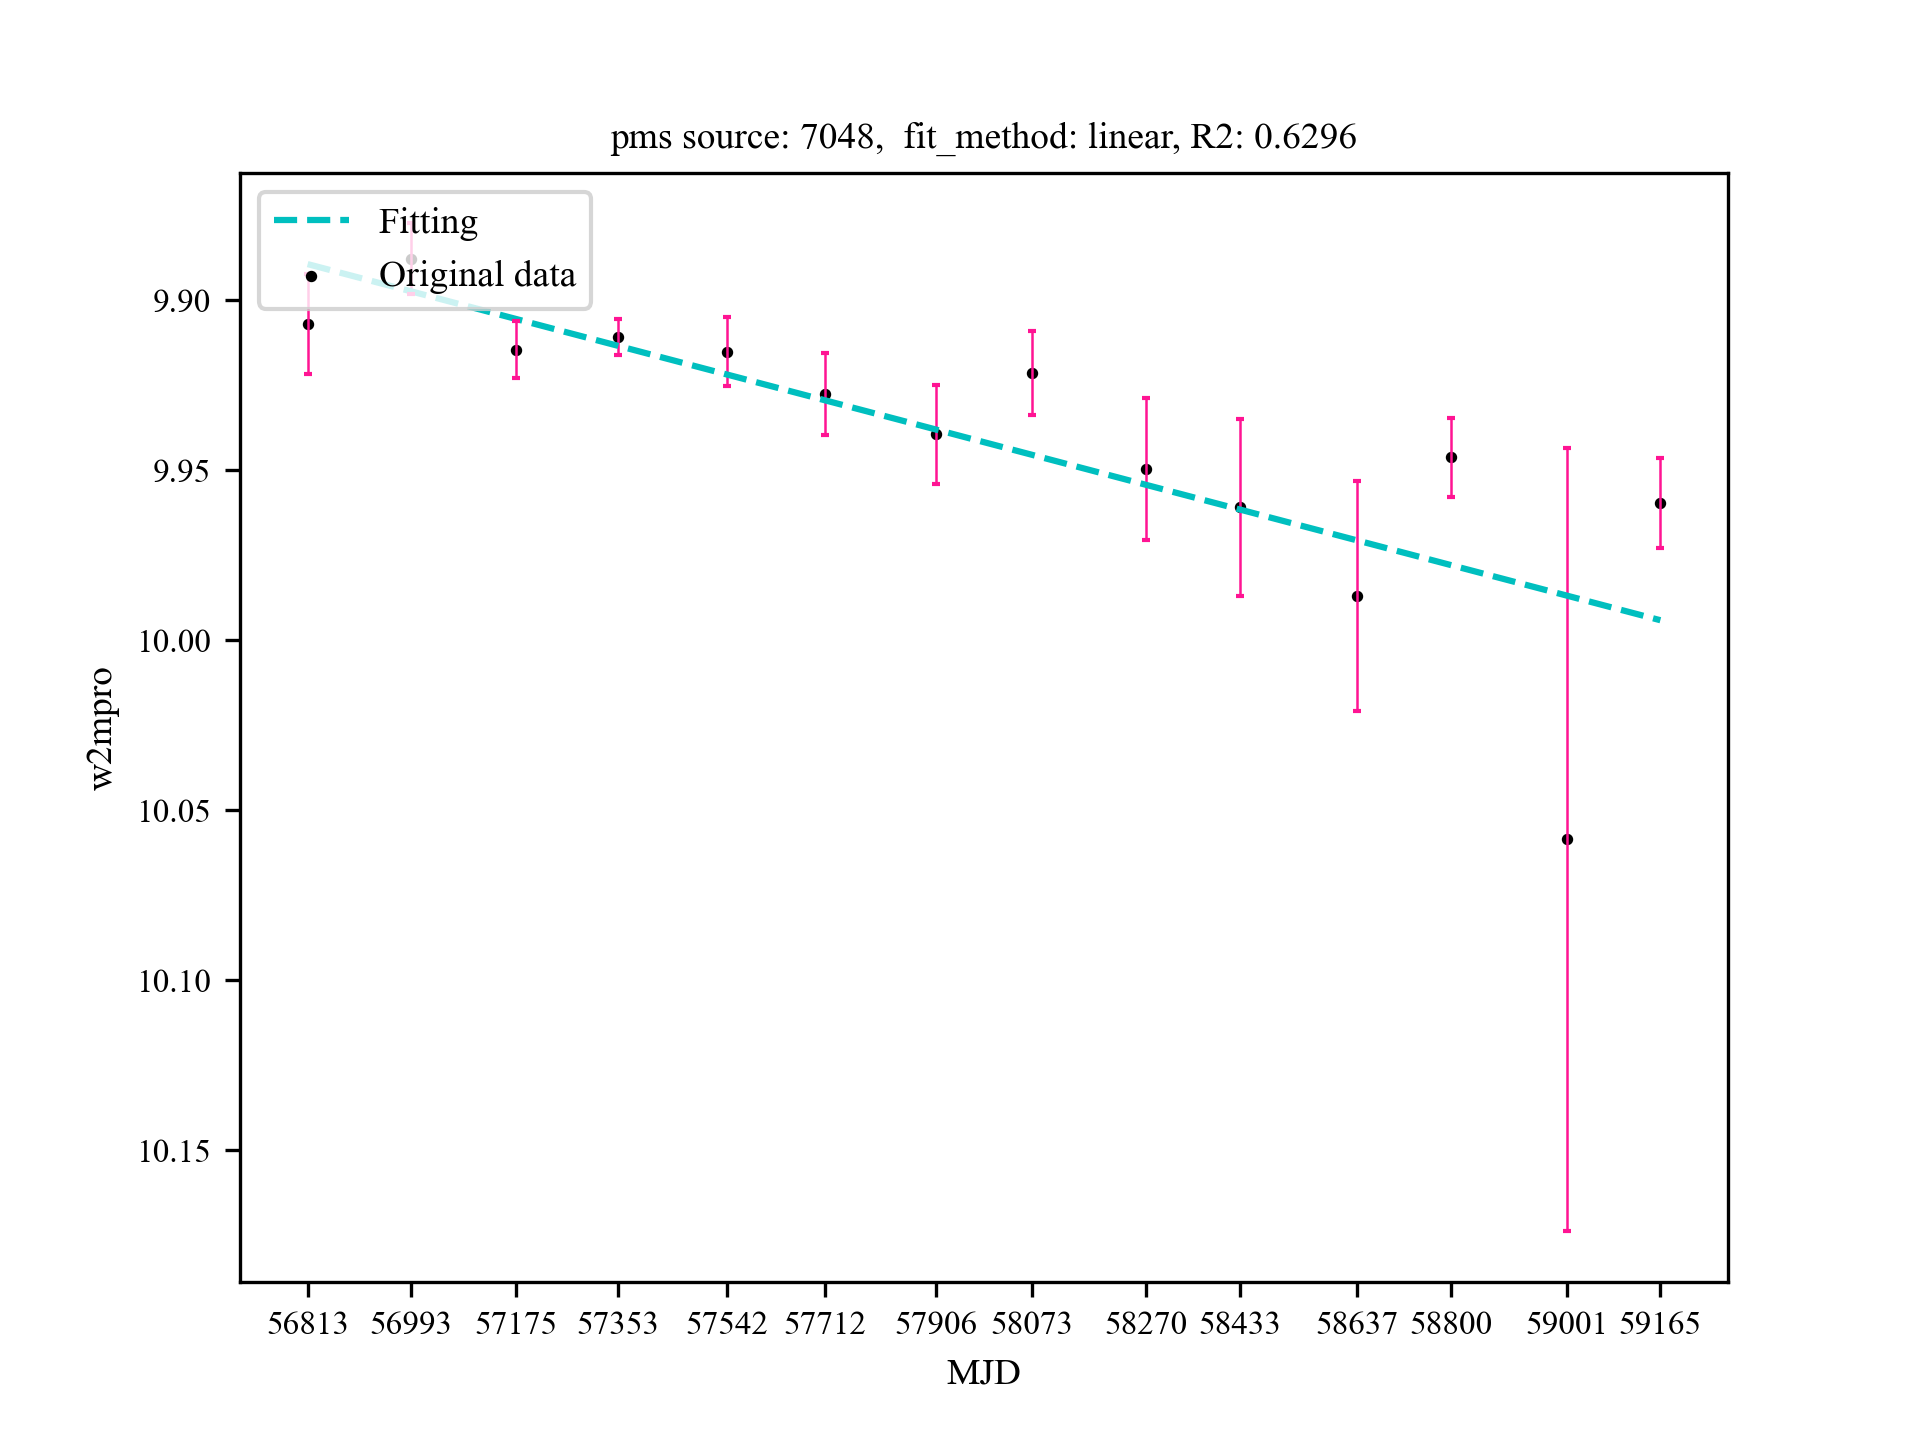 pms source: 7048,  fit_method: linear, R2: 0.6296
Fitting
Original data
9.90
9.95
10.00
10.05
10.10
10.15
w2mpro
56813 56993 57175 57353 57542 57712 57906 58073 58270 58433 58637 58800 59001 59165
MJD